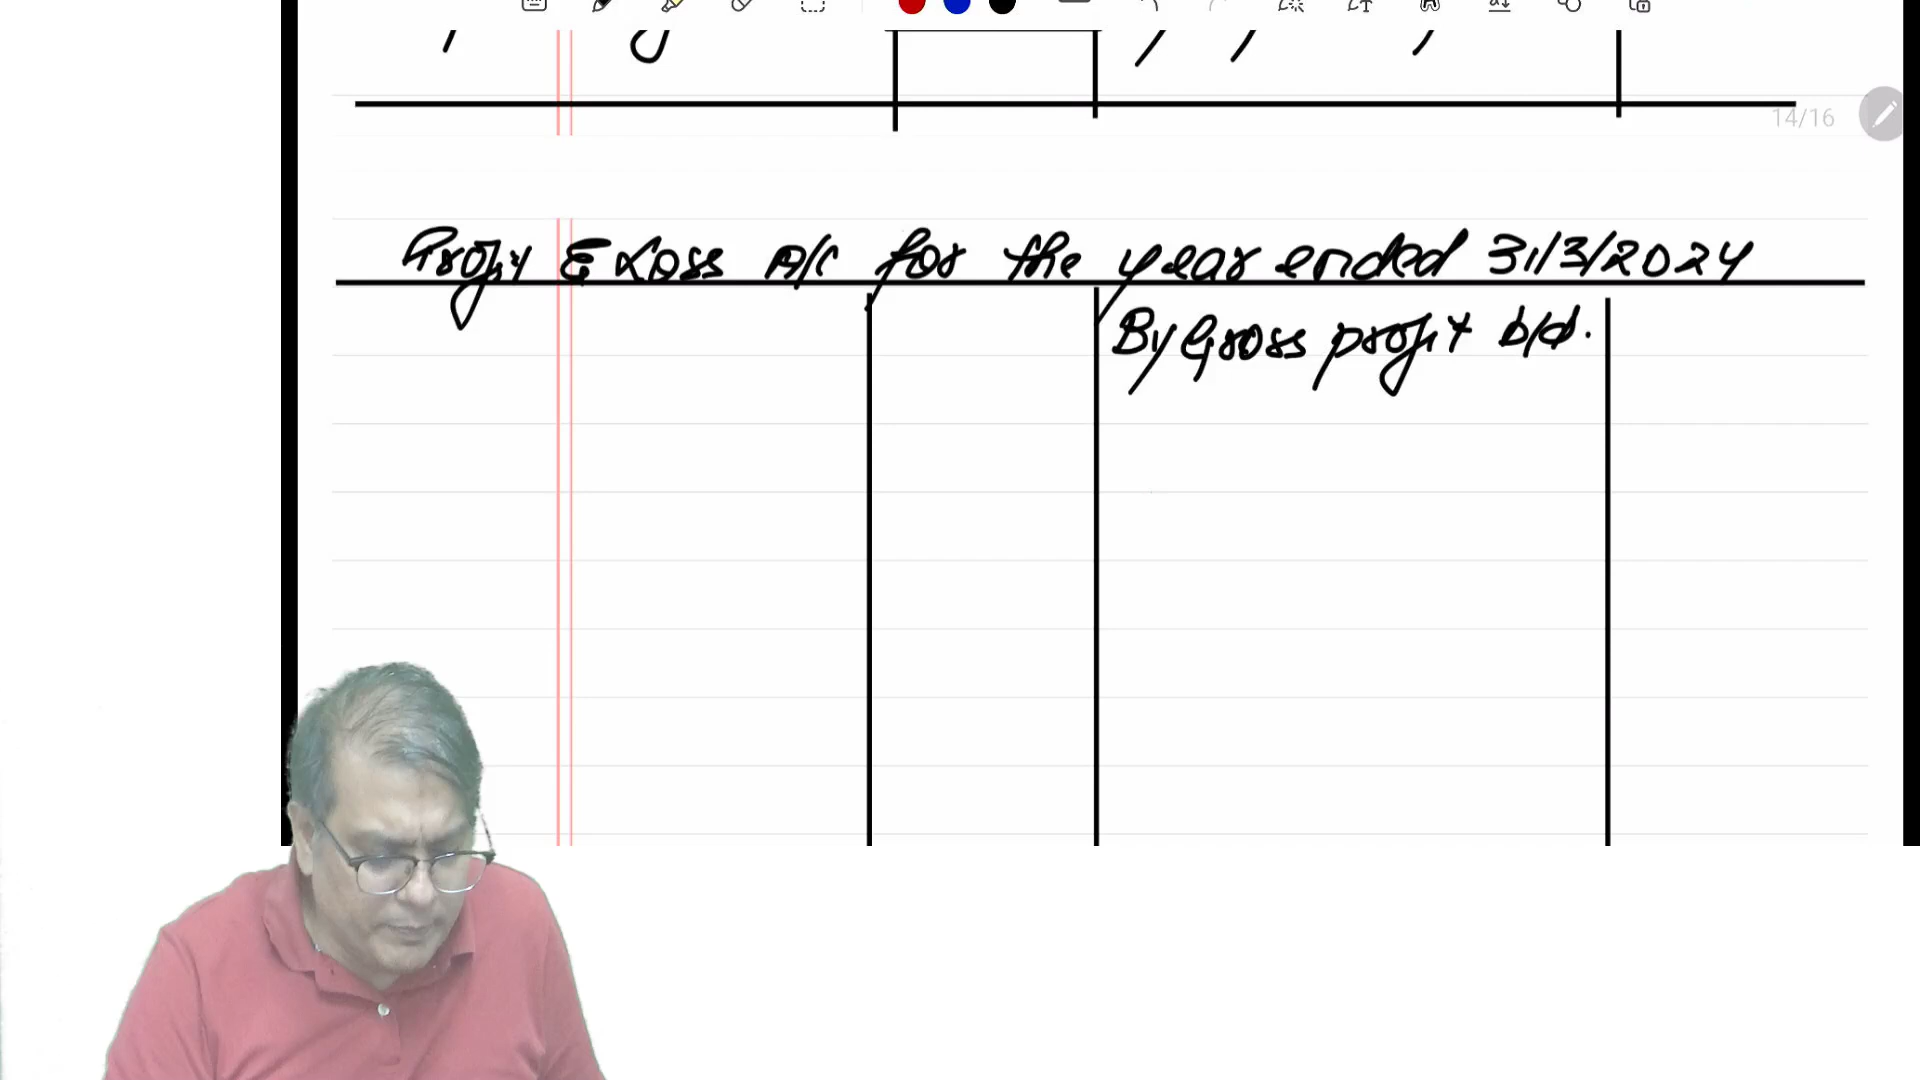 14/16
Profit & Loss A/C for the year ended 31/3/2024
By Gross profit b/d.